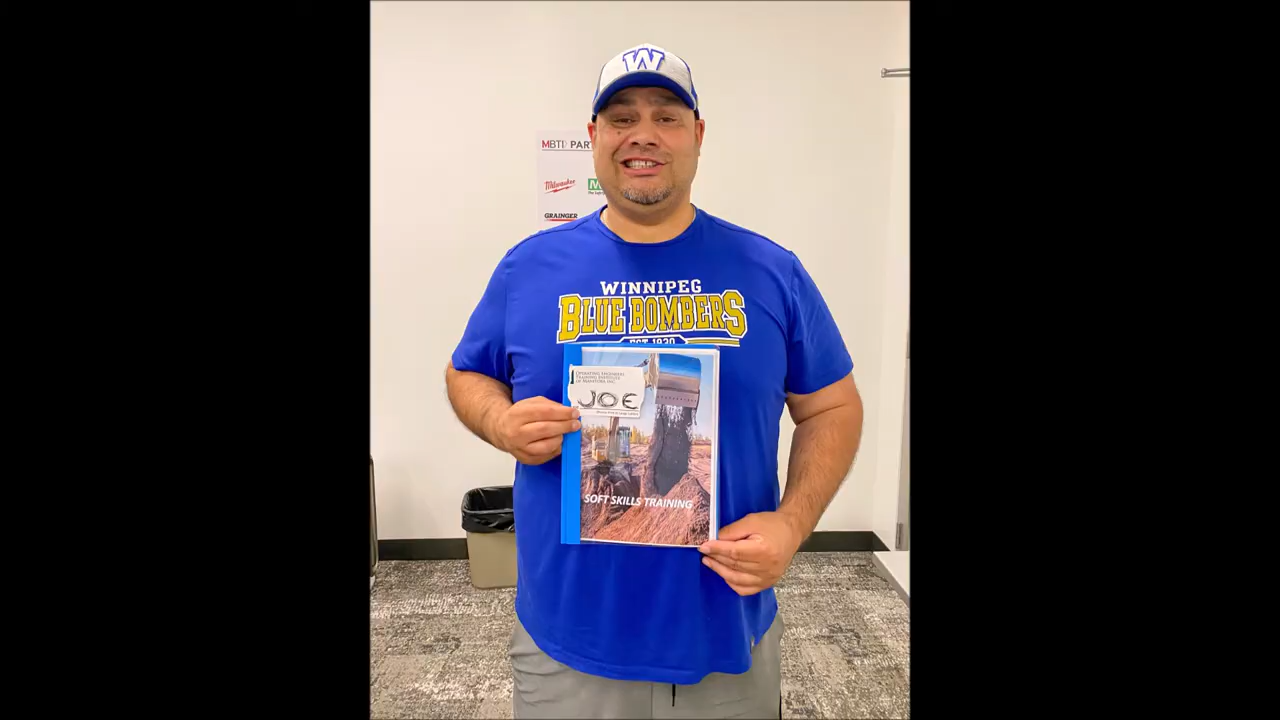 W
MBTI PART
Milwaukee
M
GRAINGER
WINNIPEG
BLUE BOMBERS
EST. 1930
OPERATING ENGINEERS
TRAINING INSTITUTE
OF MANITOBA INC.
JOE
SOFT SKILLS TRAINING